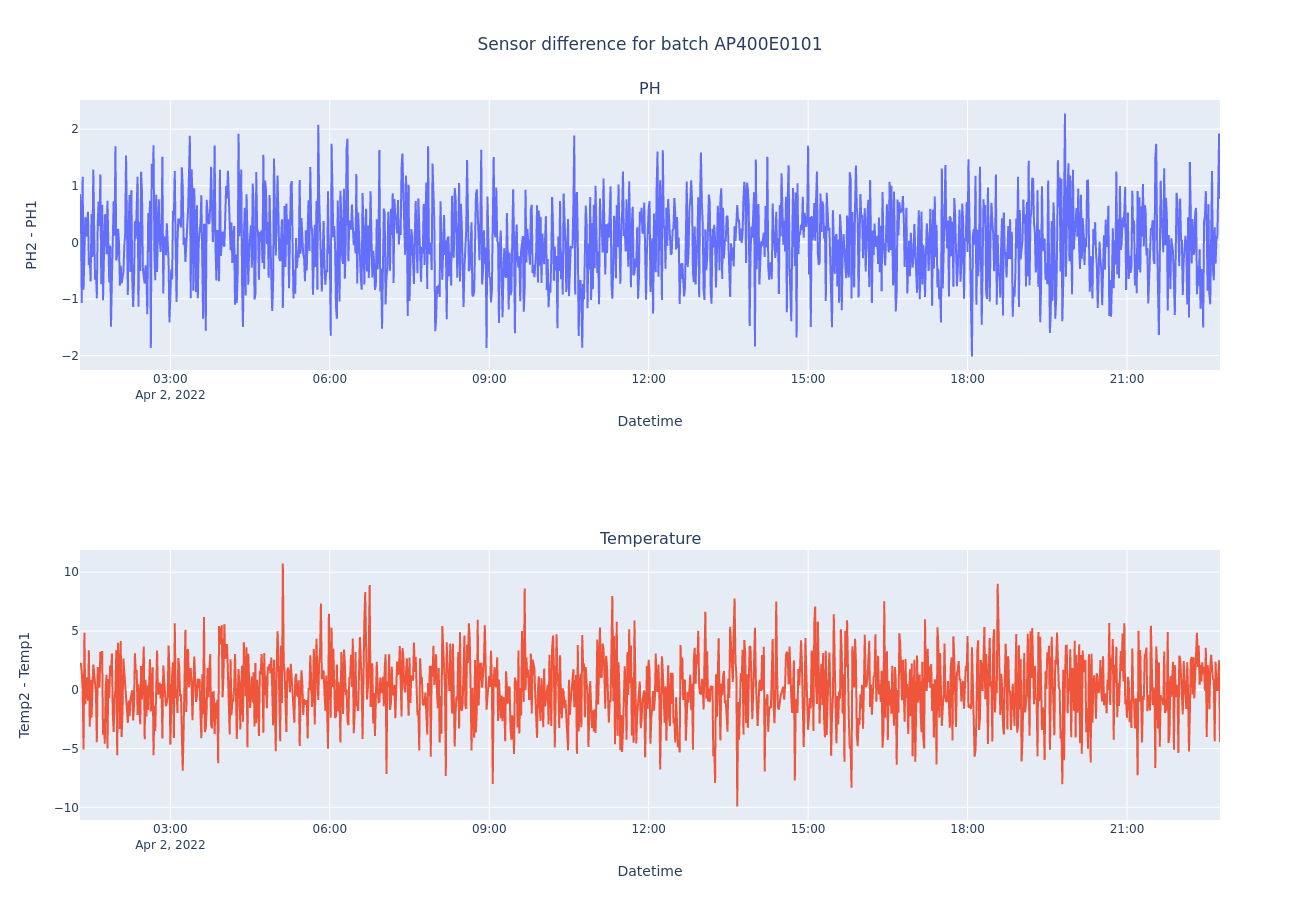 Sensor difference for batch AP400E0101
PH
2
1
0
−1
−2
PH2 - PH1
03:00 06:00 09:00 12:00 15:00 18:00 21:00
Apr 2, 2022
Datetime
Temperature
10
5
0
−5
−10
Temp2 - Temp1
03:00 06:00 09:00 12:00 15:00 18:00 21:00
Apr 2, 2022
Datetime